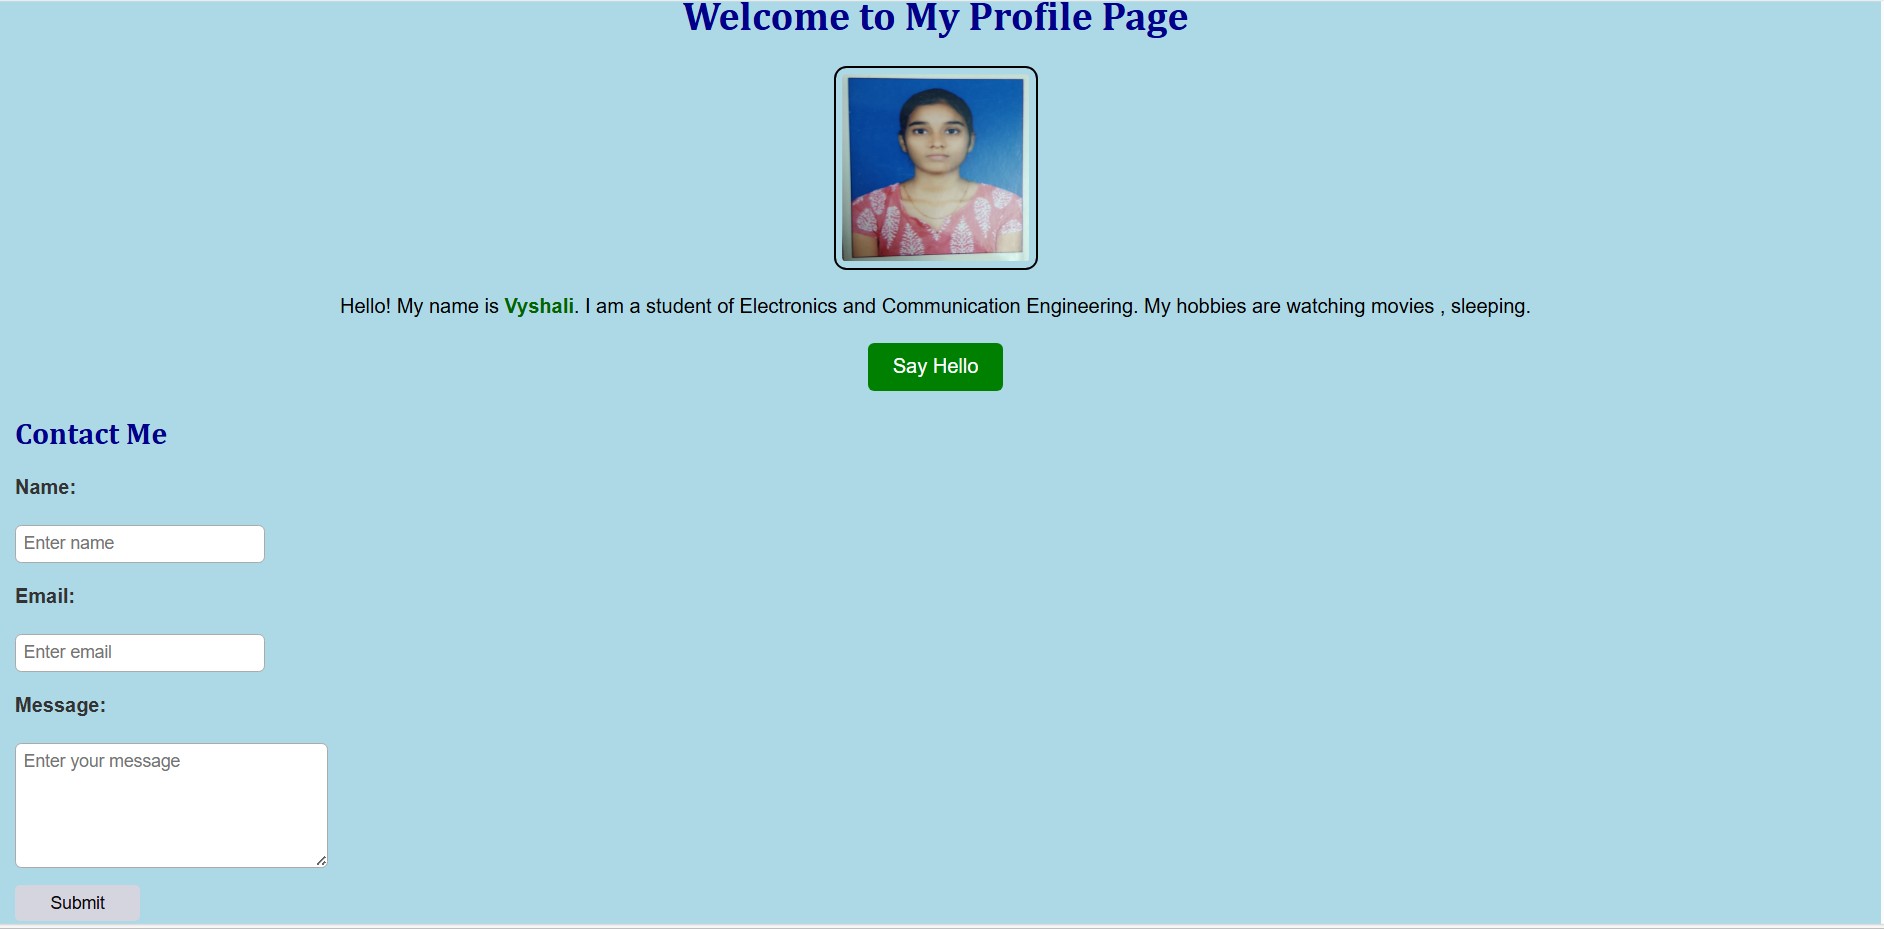 Welcome to My Profile Page
Hello! My name is Vyshali. I am a student of Electronics and Communication Engineering. My hobbies are watching movies , sleeping.
Say Hello
Contact Me
Name:
Enter name
Email:
Enter email
Message:
Enter your message
Submit